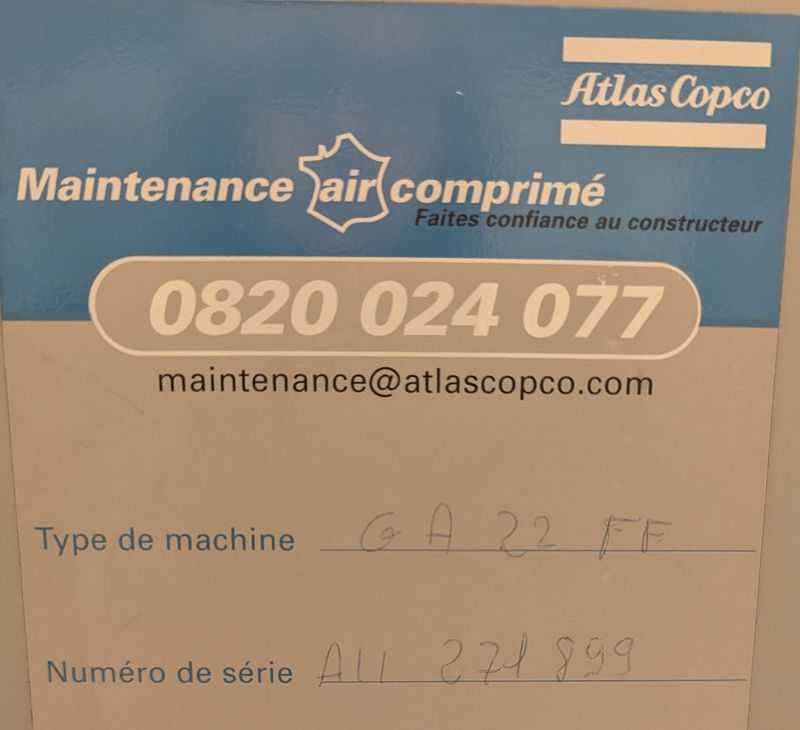 Atlas Copco
Maintenance air comprimé
Faites confiance au constructeur
0820 024 077
maintenance@atlascopco.com
Type de machine GA 22 FF
Numéro de série AII 271 899